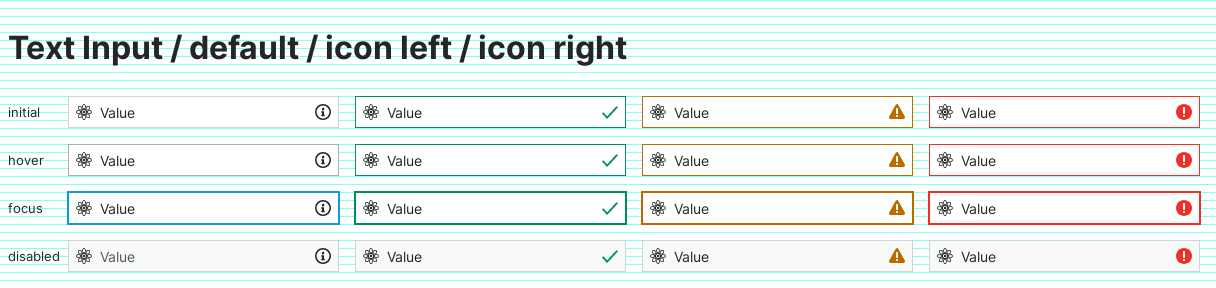 Text Input / default / icon left / icon right
initial Value Value Value Value
hover Value Value Value Value
focus Value Value Value Value
disabled Value Value Value Value